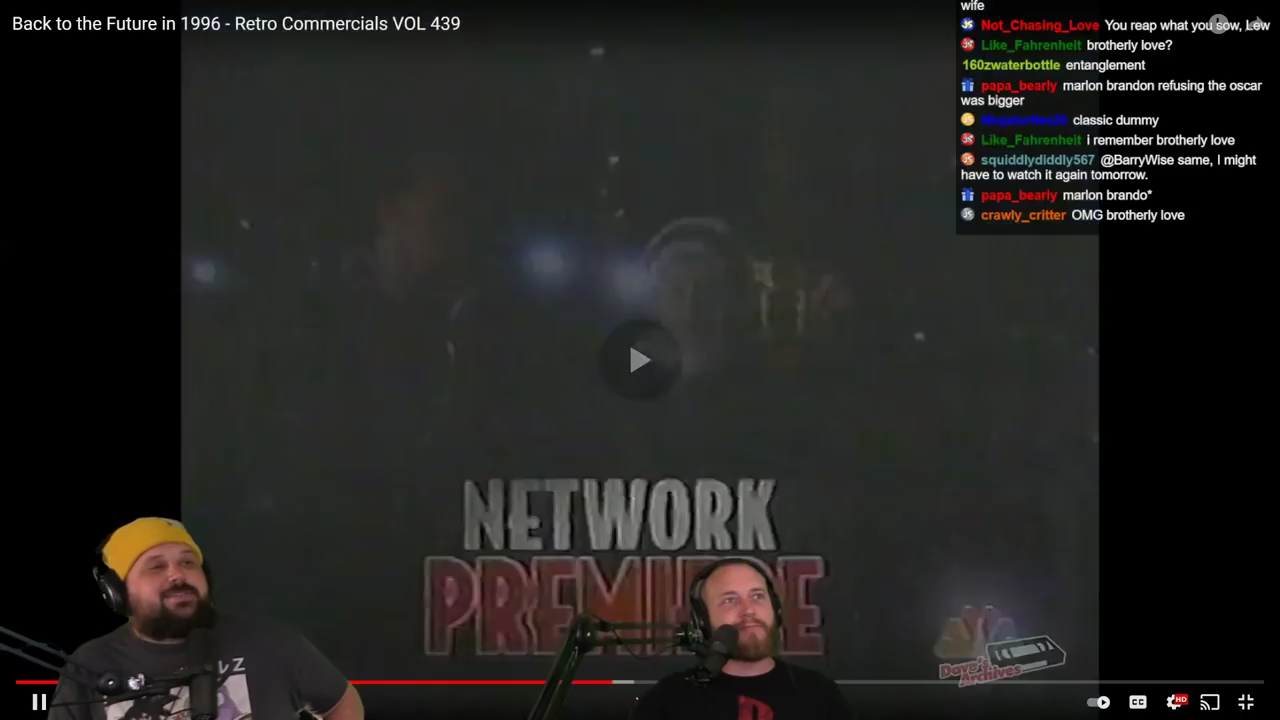 Back to the Future in 1996 - Retro Commercials VOL 439
wife
Not_Chasing_Love You reap what you sow, Lew
Like_Fahrenheit brotherly love?
160zwaterbottle entanglement
papa_bearly marlon brandon refusing the oscar
was bigger
classic dummy
Like_Fahrenheit i remember brotherly love
squiddlydiddly567 @BarryWise same, I might
have to watch it again tomorrow.
papa_bearly marlon brando*
crawly_critter OMG brotherly love
NETWORK
PREMIERE
Dave's
Archives
CC
HD